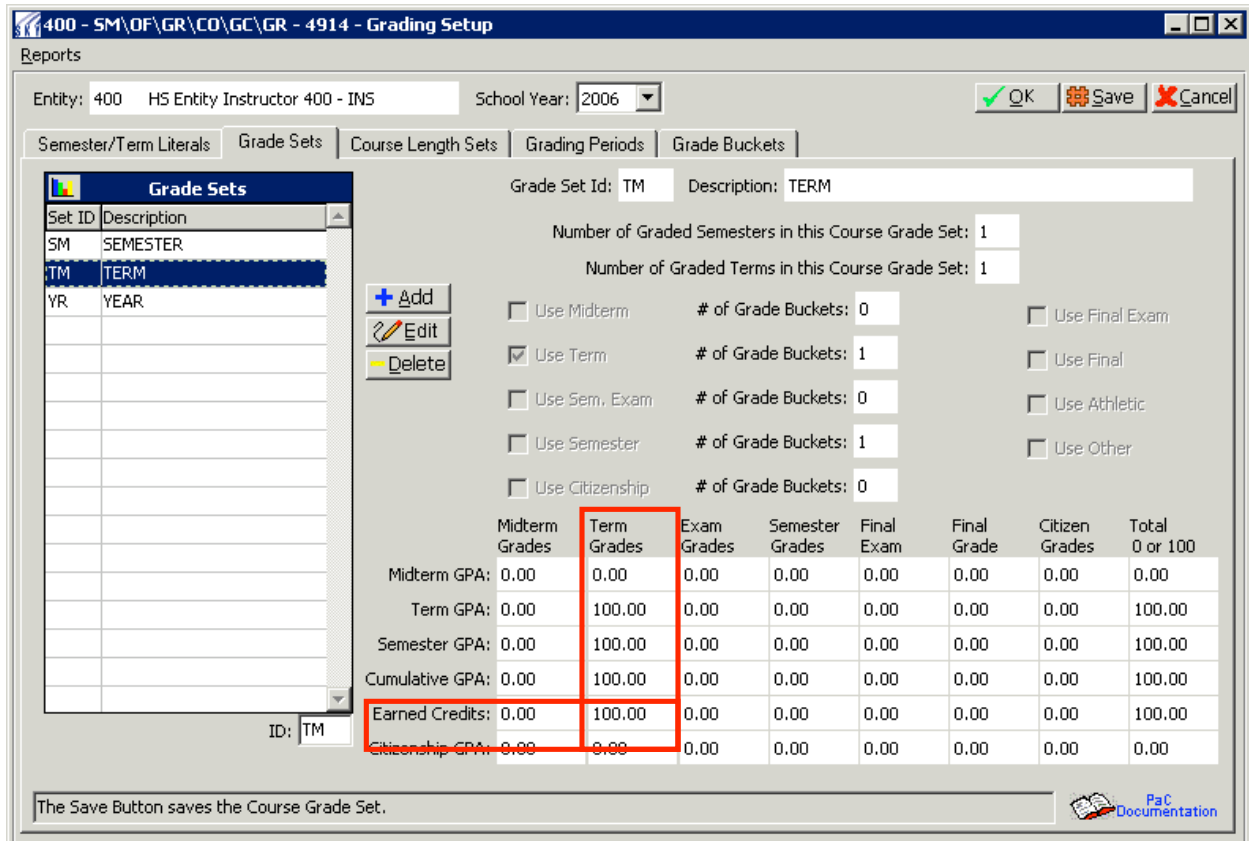 400 - SM\OF\GR\CO\GC\GR - 4914 - Grading Setup
Reports
Entity: 400 HS Entity Instructor 400 - INS School Year: 2006 OK Save Cancel
Semester/Term Literals Grade Sets Course Length Sets Grading Periods Grade Buckets
Grade Sets
Set ID Description
SM SEMESTER
TM TERM
YR YEAR
ID: TM
Add
Edit
Delete
Grade Set Id: TM Description: TERM
Number of Graded Semesters in this Course Grade Set: 1
Number of Graded Terms in this Course Grade Set: 1
Use Midterm # of Grade Buckets: 0 Use Final Exam
Use Term # of Grade Buckets: 1 Use Final
Use Sem. Exam # of Grade Buckets: 0 Use Athletic
Use Semester # of Grade Buckets: 1 Use Other
Use Citizenship # of Grade Buckets: 0
Midterm Term Exam Semester Final Final Citizen Total
Grades Grades Grades Grades Exam Grade Grades 0 or 100
Midterm GPA: 0.00 0.00 0.00 0.00 0.00 0.00 0.00 0.00
Term GPA: 0.00 100.00 0.00 0.00 0.00 0.00 0.00 100.00
Semester GPA: 0.00 100.00 0.00 0.00 0.00 0.00 0.00 100.00
Cumulative GPA: 0.00 100.00 0.00 0.00 0.00 0.00 0.00 100.00
Earned Credits: 0.00 100.00 0.00 0.00 0.00 0.00 0.00 100.00
Citizenship GPA: 0.00 0.00 0.00 0.00 0.00 0.00 0.00 0.00
The Save Button saves the Course Grade Set.
PaC
Documentation